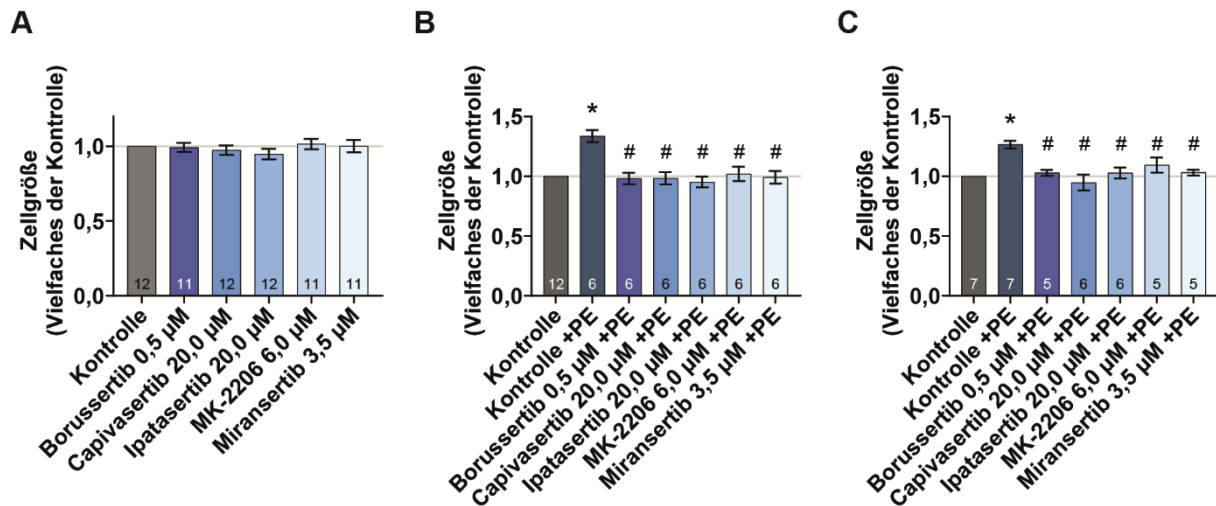 A
Zellgröße
(Vielfaches der Kontrolle)
1,0
0,5
0,0
12
11
12
12
11
11
Kontrolle
Borussertib 0,5 µM
Capivasertib 20,0 µM
Ipatasertib 20,0 µM
MK-2206 6,0 µM
Miransertib 3,5 µM
B
Zellgröße
(Vielfaches der Kontrolle)
1,5
1,0
0,5
0,0
*
#
#
#
#
#
12
6
6
6
6
6
6
Kontrolle
Kontrolle +PE
Borussertib 0,5 µM +PE
Capivasertib 20,0 µM +PE
Ipatasertib 20,0 µM +PE
MK-2206 6,0 µM +PE
Miransertib 3,5 µM +PE
C
Zellgröße
(Vielfaches der Kontrolle)
1,5
1,0
0,5
0,0
*
#
#
#
#
#
7
7
5
6
6
5
5
Kontrolle
Kontrolle +PE
Borussertib 0,5 µM +PE
Capivasertib 20,0 µM +PE
Ipatasertib 20,0 µM +PE
MK-2206 6,0 µM +PE
Miransertib 3,5 µM +PE